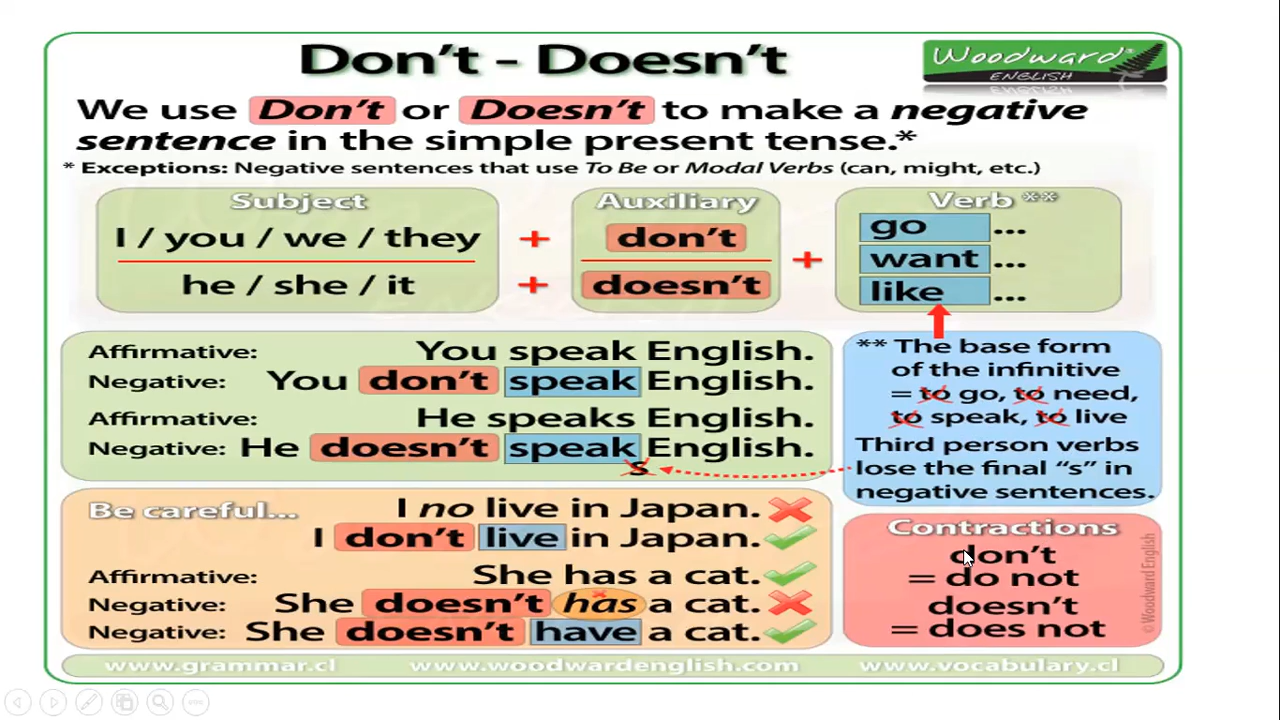 Don't - Doesn't
Woodward®
ENGLISH
We use Don't or Doesn't to make a negative
sentence in the simple present tense.*
* Exceptions: Negative sentences that use To Be or Modal Verbs (can, might, etc.)
Subject
I / you / we / they
he / she / it
+
+
Auxiliary
don't
doesn't
+
Verb **
go ...
want ...
like ...
Affirmative: You speak English.
Negative: You don't speak English.
Affirmative: He speaks English.
Negative: He doesn't speak English.
s
** The base form
of the infinitive
= to go, to need,
to speak, to live
Third person verbs
lose the final "s" in
negative sentences.
Be careful... I no live in Japan.
I don't live in Japan.
Affirmative: She has a cat.
Negative: She doesn't has a cat.
Negative: She doesn't have a cat.
Contractions
don't
= do not
doesn't
= does not
© Woodward English
www.grammar.cl www.woodwardenglish.com www.vocabulary.cl